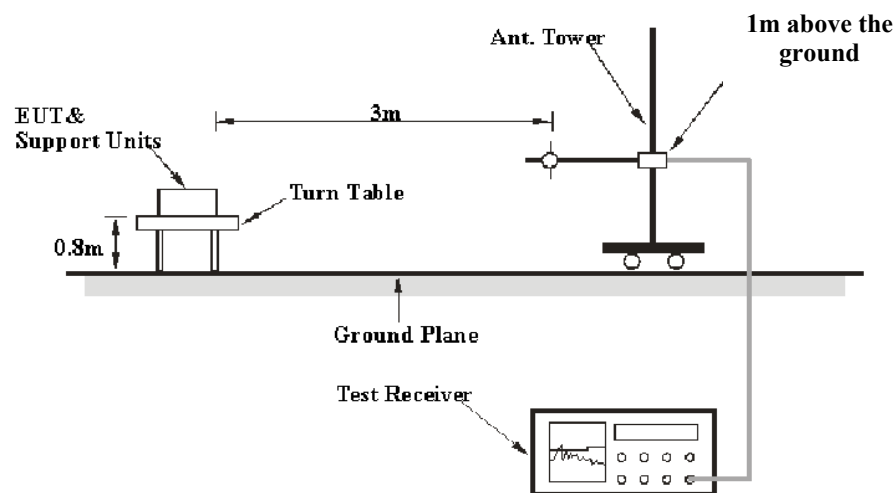 1m above the
ground
Ant. Tower
EUT&
Support Units
3m
Turn Table
0.8m
Ground Plane
Test Receiver